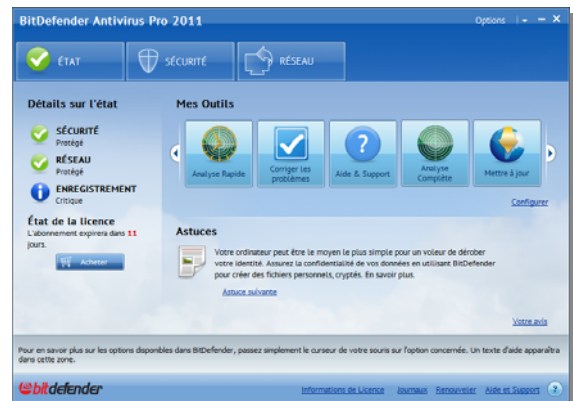 BitDefender Antivirus Pro 2011
Options
ÉTAT
SÉCURITÉ
RÉSEAU
Détails sur l'état
SÉCURITÉ
Protégé
RÉSEAU
Protégé
ENREGISTREMENT
Critique
État de la licence
L'abonnement expirera dans 11
jours.
Acheter
Mes Outils
Analyse Rapide
Corriger les
problèmes
Aide & Support
Analyse
Complète
Mettre à jour
Configurer
Astuces
Votre ordinateur peut être le moyen le plus simple pour un voleur de dérober
votre identité. Assurez la confidentialité de vos données en utilisant BitDefender
pour créer des fichiers personnels, cryptés. En savoir plus.
Astuce suivante
Votre avis
Pour en savoir plus sur les options disponibles dans BitDefender, passez simplement le curseur de votre souris sur l'option concernée. Un texte d'aide apparaîtra
dans cette zone.
bitdefender
Informations de Licence Journaux Renouveler Aide et Support ?